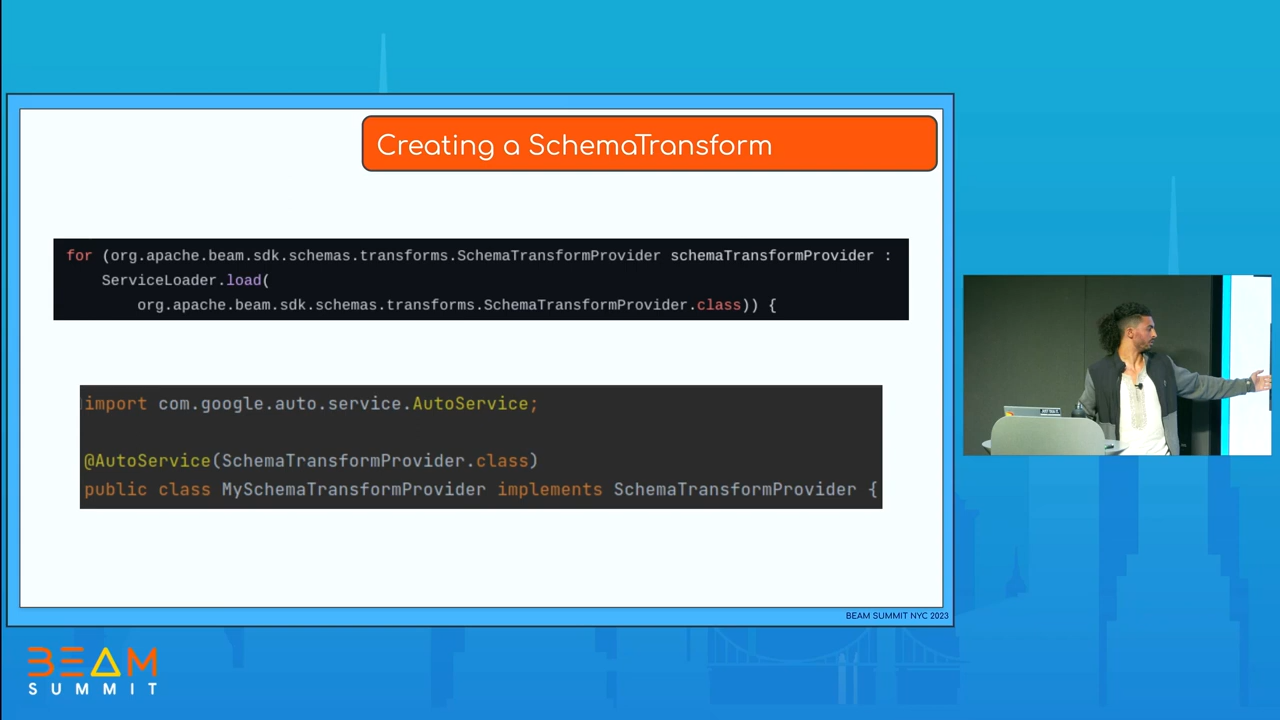 Creating a SchemaTransform
for (org.apache.beam.sdk.schemas.transforms.SchemaTransformProvider schemaTransformProvider :
ServiceLoader.load(
org.apache.beam.sdk.schemas.transforms.SchemaTransformProvider.class)) {
import com.google.auto.service.AutoService;
@AutoService(SchemaTransformProvider.class)
public class MySchemaTransformProvider implements SchemaTransformProvider {
BEAM SUMMIT NYC 2023
BEAM
SUMMIT